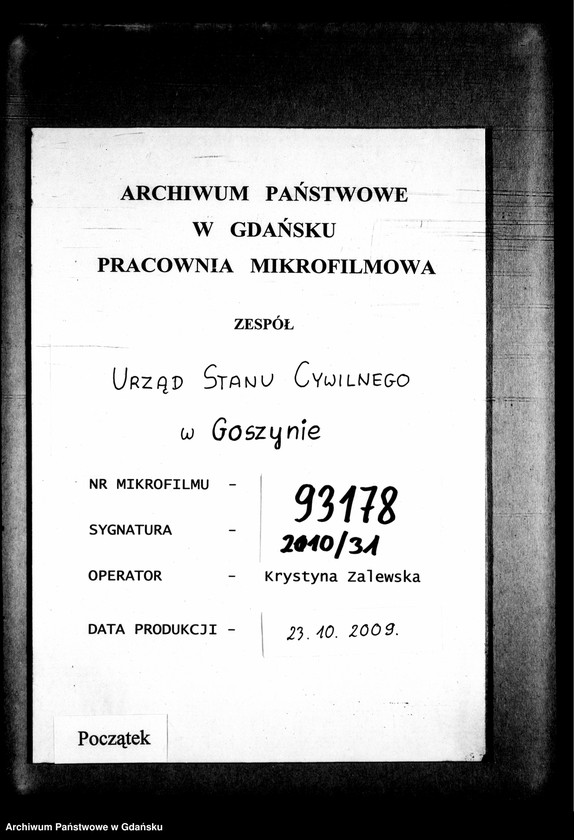 ARCHIWUM PAŃSTWOWE
W GDAŃSKU
PRACOWNIA MIKROFILMOWA
ZESPÓŁ
URZĄD STANU CYWILNEGO
w Goszynie
NR MIKROFILMU - 93178
SYGNATURA - 2010/31
OPERATOR - Krystyna Zalewska
DATA PRODUKCJI - 23.10.2009.
Początek
Archiwum Państwowe w Gdańsku